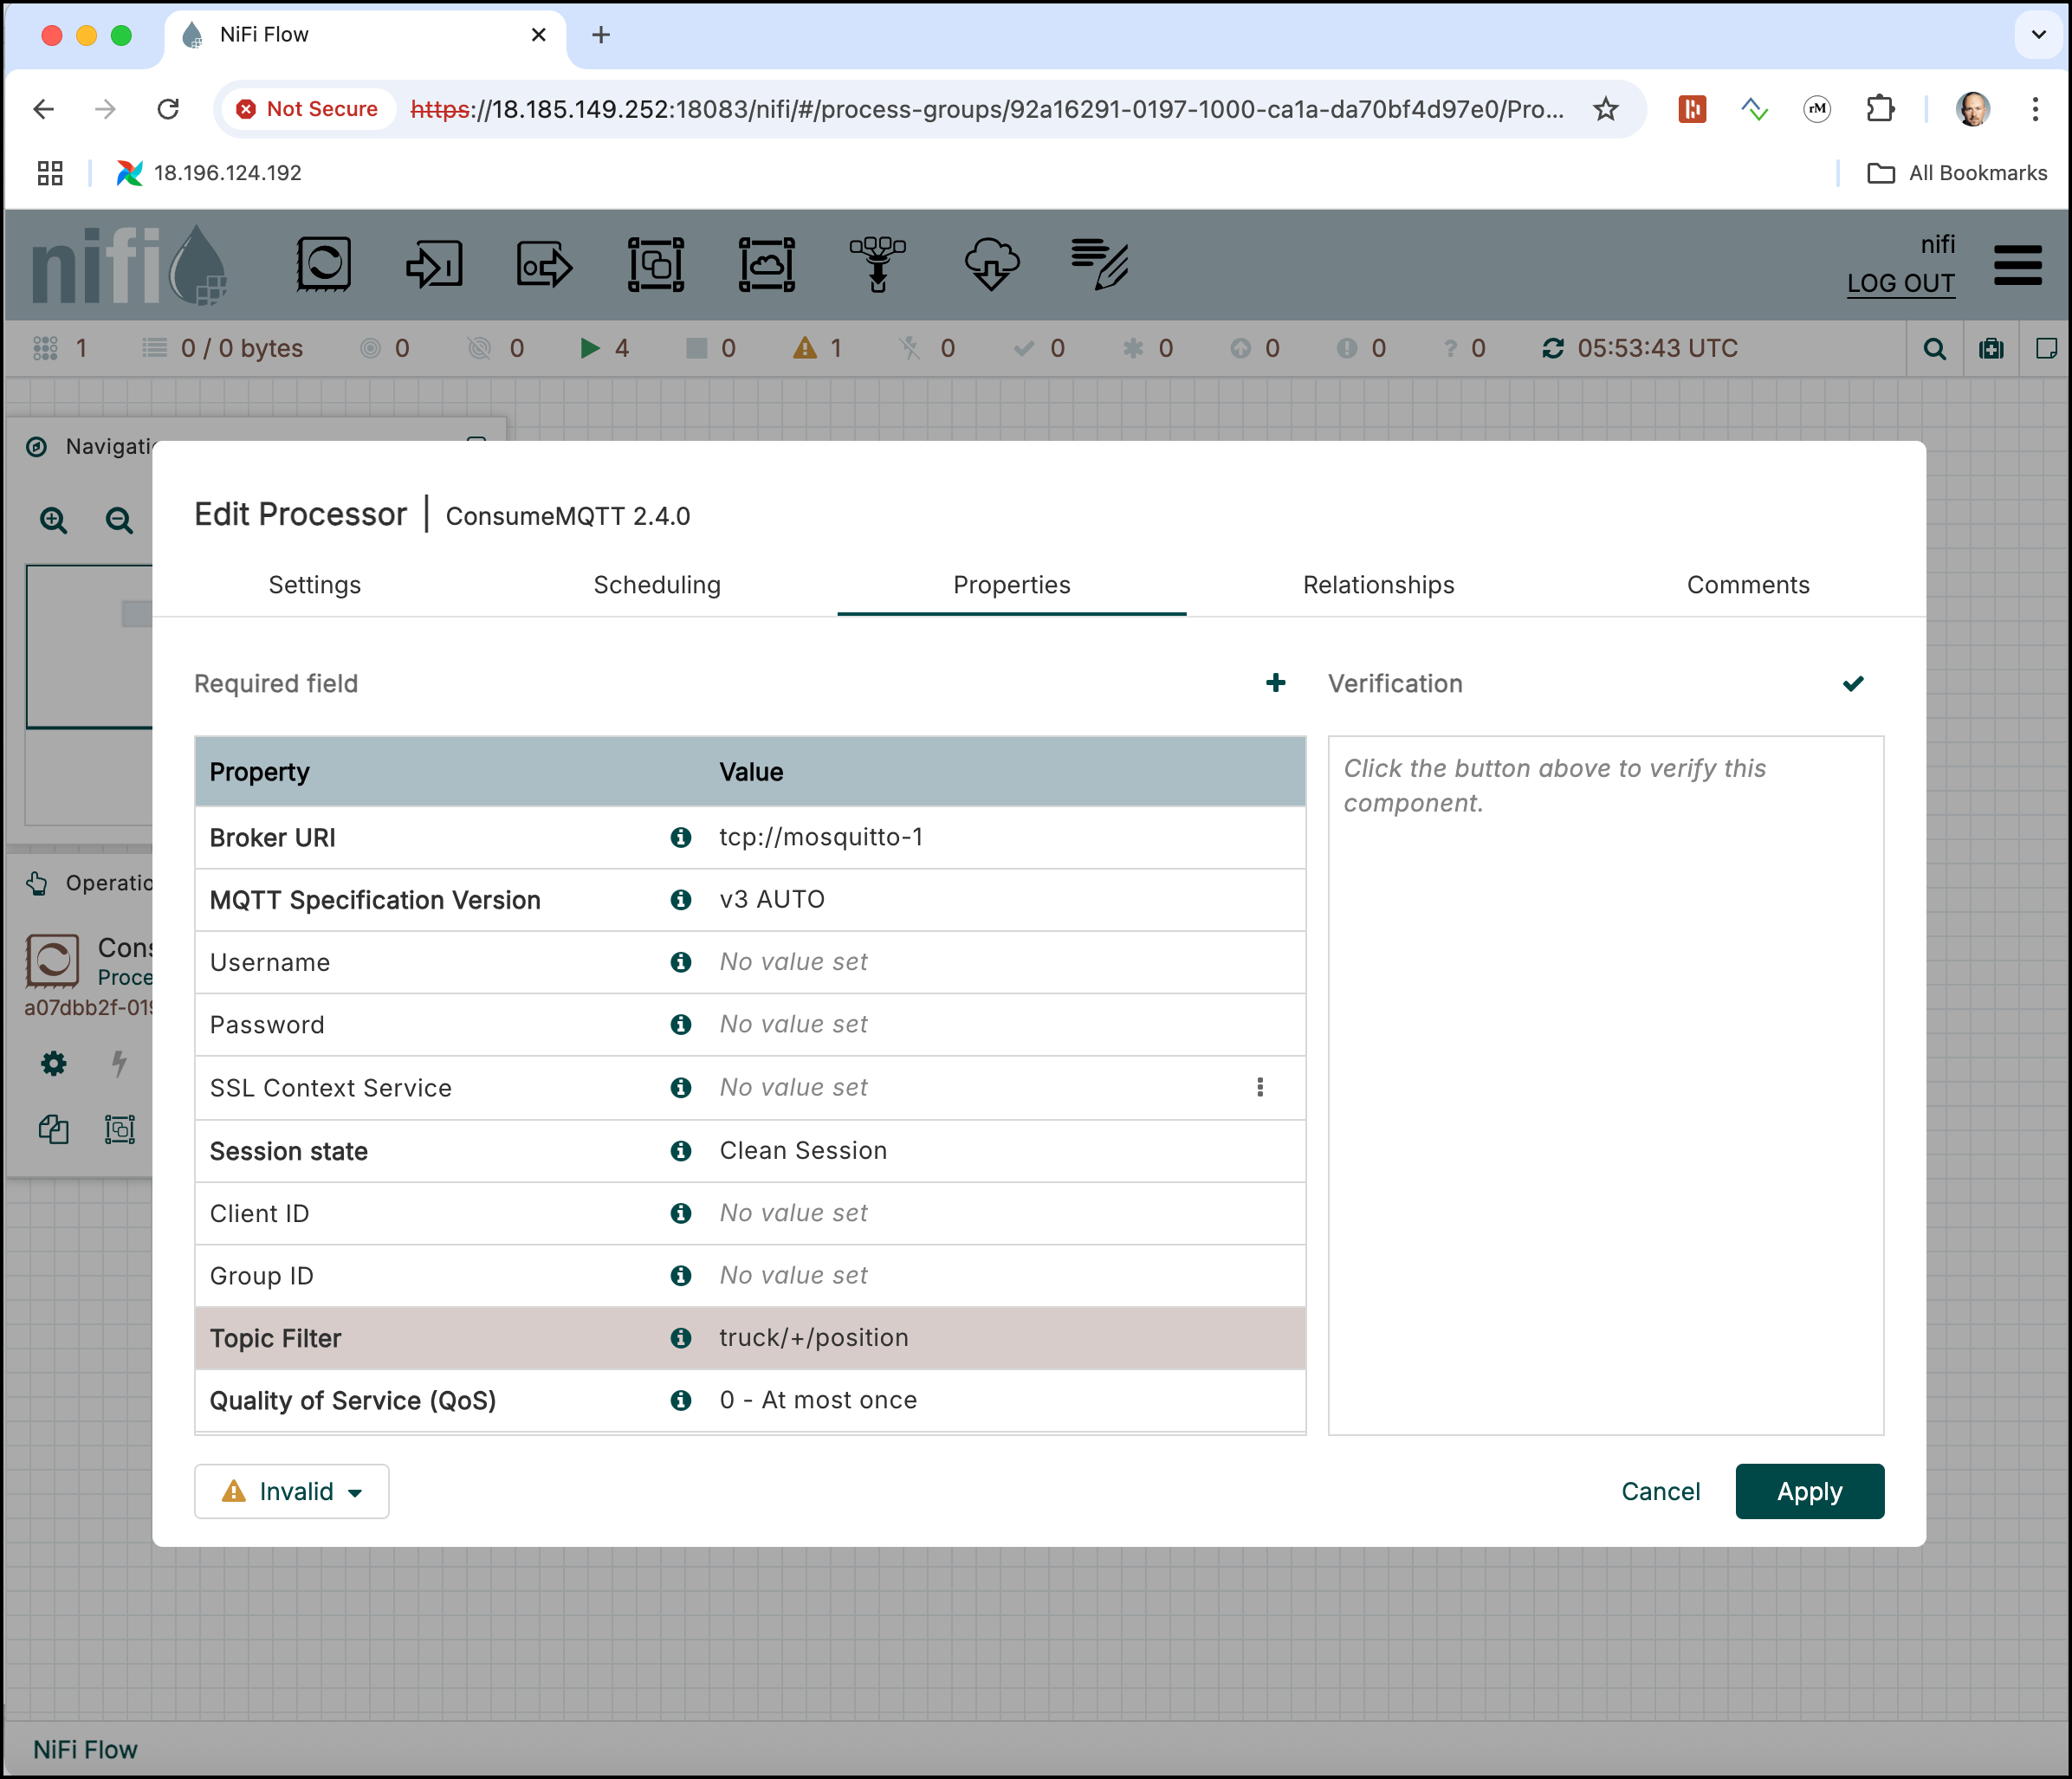 NiFi Flow
Not Secure https://18.185.149.252:18083/nifi/#/process-groups/92a16291-0197-1000-ca1a-da70bf4d97e0/Pro...
rM
18.196.124.192
All Bookmarks
nifi
nifi
LOG OUT
1 0 / 0 bytes 0 0 4 0 1 0 0 0 0 0 ? 0 05:53:43 UTC
Navigati
Edit Processor | ConsumeMQTT 2.4.0
Settings Scheduling Properties Relationships Comments
Required field
Verification
Property Value
Click the button above to verify this
component.
Broker URI tcp://mosquitto-1
MQTT Specification Version v3 AUTO
Username No value set
Password No value set
SSL Context Service No value set
Session state Clean Session
Client ID No value set
Group ID No value set
Topic Filter truck/+/position
Quality of Service (QoS) 0 - At most once
Operatio
Cons
Proce
a07dbb2f-019
Invalid
Cancel
Apply
NiFi Flow